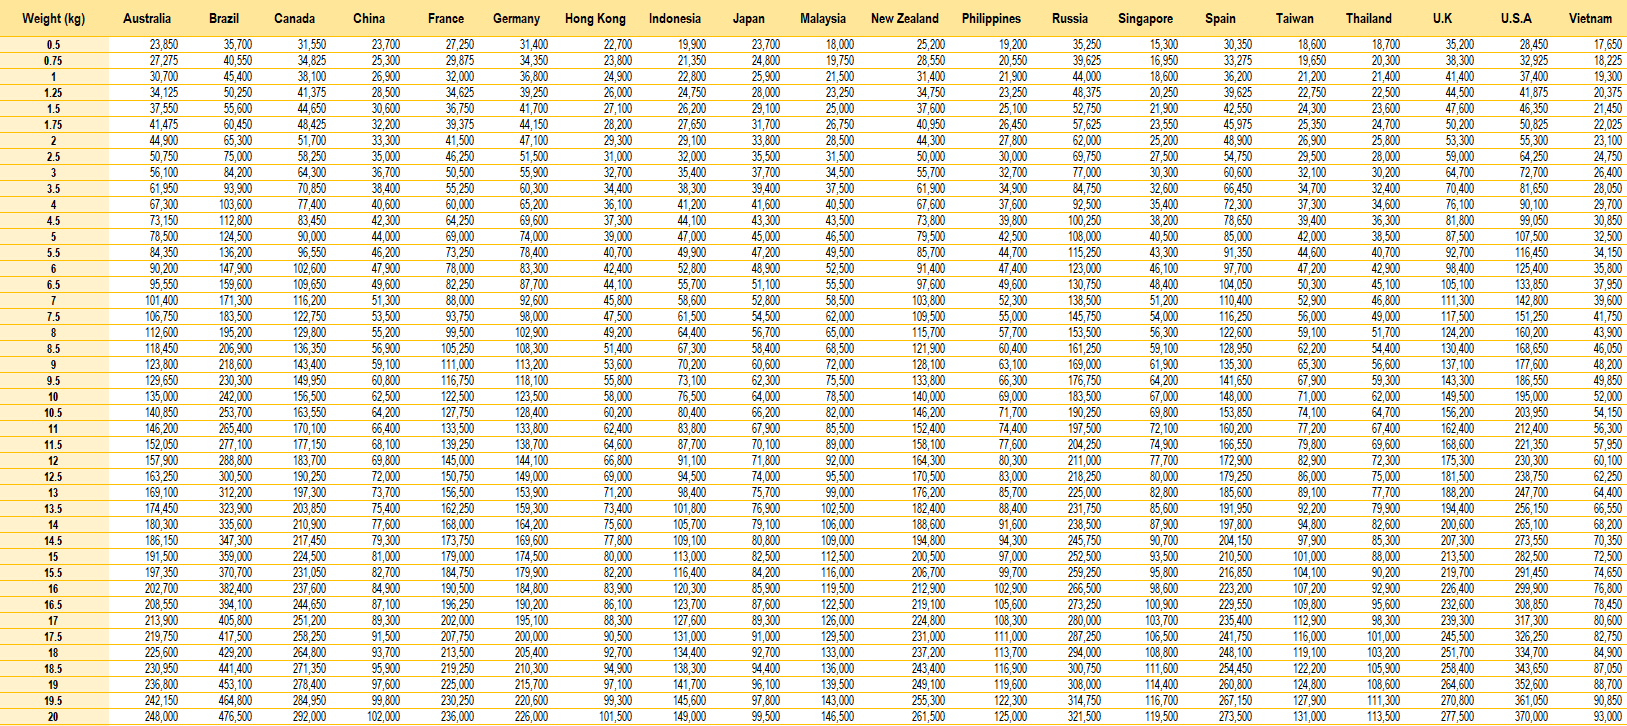 Weight (kg) Australia Brazil Canada China France Germany Hong Kong Indonesia Japan Malaysia New Zealand Philippines Russia Singapore Spain Taiwan Thailand U.K U.S.A Vietnam
0.5 23,850 35,700 31,550 23,700 27,250 31,400 22,700 19,900 23,700 18,000 25,200 19,200 35,250 15,300 30,350 18,600 18,700 35,200 28,450 17,650
0.75 27,275 40,550 34,825 25,300 29,875 34,350 23,800 21,350 24,800 19,750 28,550 20,550 39,625 16,950 33,275 19,650 20,300 38,300 32,925 18,225
1 30,700 45,400 38,100 26,900 32,000 36,800 24,900 22,800 25,900 21,500 31,400 21,900 44,000 18,600 36,200 21,200 21,400 41,400 37,400 19,300
1.25 34,125 50,250 41,375 28,500 34,625 39,250 26,000 24,750 28,000 23,250 34,750 23,250 48,375 20,250 39,625 22,750 22,500 44,500 41,875 20,375
1.5 37,550 55,600 44,650 30,600 36,750 41,700 27,100 26,200 29,100 25,000 37,600 25,100 52,750 21,900 42,550 24,300 23,600 47,600 46,350 21,450
1.75 41,475 60,450 48,425 32,200 39,375 44,150 28,200 27,650 31,700 26,750 40,950 26,450 57,625 23,550 45,975 25,350 24,700 50,200 50,825 22,025
2 44,900 65,300 51,700 33,300 41,500 47,100 29,300 29,100 33,800 28,500 44,300 27,800 62,000 25,200 48,900 26,900 25,800 53,300 55,300 23,100
2.5 50,750 75,000 58,250 35,000 46,250 51,500 31,000 32,000 35,500 31,500 50,000 30,000 69,750 27,500 54,750 29,500 28,000 59,000 64,250 24,750
3 56,100 84,200 64,300 36,700 50,500 55,900 32,700 35,400 37,700 34,500 55,700 32,700 77,000 30,300 60,600 32,100 30,200 64,700 72,700 26,400
3.5 61,950 93,900 70,850 38,400 55,250 60,300 34,400 38,300 39,400 37,500 61,900 34,900 84,750 32,600 66,450 34,700 32,400 70,400 81,650 28,050
4 67,300 103,600 77,400 40,600 60,000 65,200 36,100 41,200 41,600 40,500 67,600 37,600 92,500 35,400 72,300 37,300 34,600 76,100 90,100 29,700
4.5 73,150 112,800 83,450 42,300 64,250 69,600 37,300 44,100 43,300 43,500 73,800 39,800 100,250 38,200 78,650 39,400 36,300 81,800 99,050 30,850
5 78,500 124,500 90,000 44,000 69,000 74,000 39,000 47,000 45,000 46,500 79,500 42,500 108,000 40,500 85,000 42,000 38,500 87,500 107,500 32,500
5.5 84,350 136,200 96,550 46,200 73,250 78,400 40,700 49,900 47,200 49,500 85,700 44,700 115,250 43,300 91,350 44,600 40,700 92,700 116,450 34,150
6 90,200 147,900 102,600 47,900 78,000 83,300 42,400 52,800 48,900 52,500 91,400 47,400 123,000 46,100 97,700 47,200 42,900 98,400 125,400 35,800
6.5 95,550 159,600 109,650 49,600 82,250 87,700 44,100 55,700 51,100 55,500 97,600 49,600 130,750 48,400 104,050 50,300 45,100 105,100 133,850 37,950
7 101,400 171,300 116,200 51,300 88,000 92,600 45,800 58,600 52,800 58,500 103,800 52,300 138,500 51,200 110,400 52,900 46,800 111,300 142,800 39,600
7.5 106,750 183,500 122,750 53,500 93,750 98,000 47,500 61,500 54,500 62,000 109,500 55,000 145,750 54,000 116,250 56,000 49,000 117,500 151,250 41,750
8 112,600 195,200 129,800 55,200 99,500 102,900 49,200 64,400 56,700 65,000 115,700 57,700 153,500 56,300 122,600 59,100 51,700 124,200 160,200 43,900
8.5 118,450 206,900 136,350 56,900 105,250 108,300 51,400 67,300 58,400 68,500 121,900 60,400 161,250 59,100 128,950 62,200 54,400 130,400 168,650 46,050
9 123,800 218,600 143,400 59,100 111,000 113,200 53,600 70,200 60,600 72,000 128,100 63,100 169,000 61,900 135,300 65,300 56,600 137,100 177,600 48,200
9.5 129,650 230,300 149,950 60,800 116,750 118,100 55,800 73,100 62,300 75,500 133,800 66,300 176,750 64,200 141,650 67,900 59,300 143,300 186,550 49,850
10 135,000 242,000 156,500 62,500 122,500 123,500 58,000 76,500 64,000 78,500 140,000 69,000 183,500 67,000 148,000 71,000 62,000 149,500 195,000 52,000
10.5 140,850 253,700 163,550 64,200 127,750 128,400 60,200 80,400 66,200 82,000 146,200 71,700 190,250 69,800 153,850 74,100 64,700 156,200 203,950 54,150
11 146,200 265,400 170,100 66,400 133,500 133,800 62,400 83,800 67,900 85,500 152,400 74,400 197,500 72,100 160,200 77,200 67,400 162,400 212,400 56,300
11.5 152,050 277,100 177,150 68,100 139,250 138,700 64,600 87,700 70,100 89,000 158,100 77,600 204,250 74,900 166,550 79,800 69,600 168,600 221,350 57,950
12 157,900 288,800 183,700 69,800 145,000 144,100 66,800 91,100 71,800 92,000 164,300 80,300 211,000 77,700 172,900 82,900 72,300 175,300 230,300 60,100
12.5 163,250 300,500 190,250 72,000 150,750 149,000 69,000 94,500 74,000 95,500 170,500 83,000 218,250 80,000 179,250 86,000 75,000 181,500 238,750 62,250
13 169,100 312,200 197,300 73,700 156,500 153,900 71,200 98,400 75,700 99,000 176,200 85,700 225,000 82,800 185,600 89,100 77,700 188,200 247,700 64,400
13.5 174,450 323,900 203,850 75,400 162,250 159,300 73,400 101,800 76,900 102,500 182,400 88,400 231,750 85,600 191,950 92,200 79,900 194,400 256,150 66,550
14 180,300 335,600 210,900 77,600 168,000 164,200 75,600 105,700 79,100 106,000 188,600 91,600 238,500 87,900 197,800 94,800 82,600 200,600 265,100 68,200
14.5 186,150 347,300 217,450 79,300 173,750 169,600 77,800 109,100 80,800 109,000 194,800 94,300 245,750 90,700 204,150 97,900 85,300 207,300 273,550 70,350
15 191,500 359,000 224,500 81,000 179,000 174,500 80,000 113,000 82,500 112,500 200,500 97,000 252,500 93,500 210,500 101,000 88,000 213,500 282,500 72,500
15.5 197,350 370,700 231,050 82,700 184,750 179,900 82,200 116,400 84,200 116,000 206,700 99,700 259,250 95,800 216,850 104,100 90,200 219,700 291,450 74,650
16 202,700 382,400 237,600 84,900 190,500 184,800 83,900 120,300 85,900 119,500 212,900 102,900 266,500 98,600 223,200 107,200 92,900 226,400 299,900 76,800
16.5 208,550 394,100 244,650 87,100 196,250 190,200 86,100 123,700 87,600 122,500 219,100 105,600 273,250 100,900 229,550 109,800 95,600 232,600 308,850 78,450
17 213,900 405,800 251,200 89,300 202,000 195,100 88,300 127,600 89,300 126,000 224,800 108,300 280,000 103,700 235,400 112,900 98,300 239,300 317,300 80,600
17.5 219,750 417,500 258,250 91,500 207,750 200,000 90,500 131,000 91,000 129,500 231,000 111,000 287,250 106,500 241,750 116,000 101,000 245,500 326,250 82,750
18 225,600 429,200 264,800 93,700 213,500 205,400 92,700 134,400 92,700 133,000 237,200 113,700 294,000 108,800 248,100 119,100 103,200 251,700 334,700 84,900
18.5 230,950 441,400 271,350 95,900 219,250 210,300 94,900 138,300 94,400 136,000 243,400 116,900 300,750 111,600 254,450 122,200 105,900 258,400 343,650 87,050
19 236,800 453,100 278,400 97,600 225,000 215,700 97,100 141,700 96,100 139,500 249,100 119,600 308,000 114,400 260,800 124,800 108,600 264,600 352,600 88,700
19.5 242,150 464,800 284,950 99,800 230,250 220,600 99,300 145,600 97,800 143,000 255,300 122,300 314,750 116,700 267,150 127,900 111,300 270,800 361,050 90,850
20 248,000 476,500 292,000 102,000 236,000 226,000 101,500 149,000 99,500 146,500 261,500 125,000 321,500 119,500 273,500 131,000 113,500 277,500 370,000 93,000